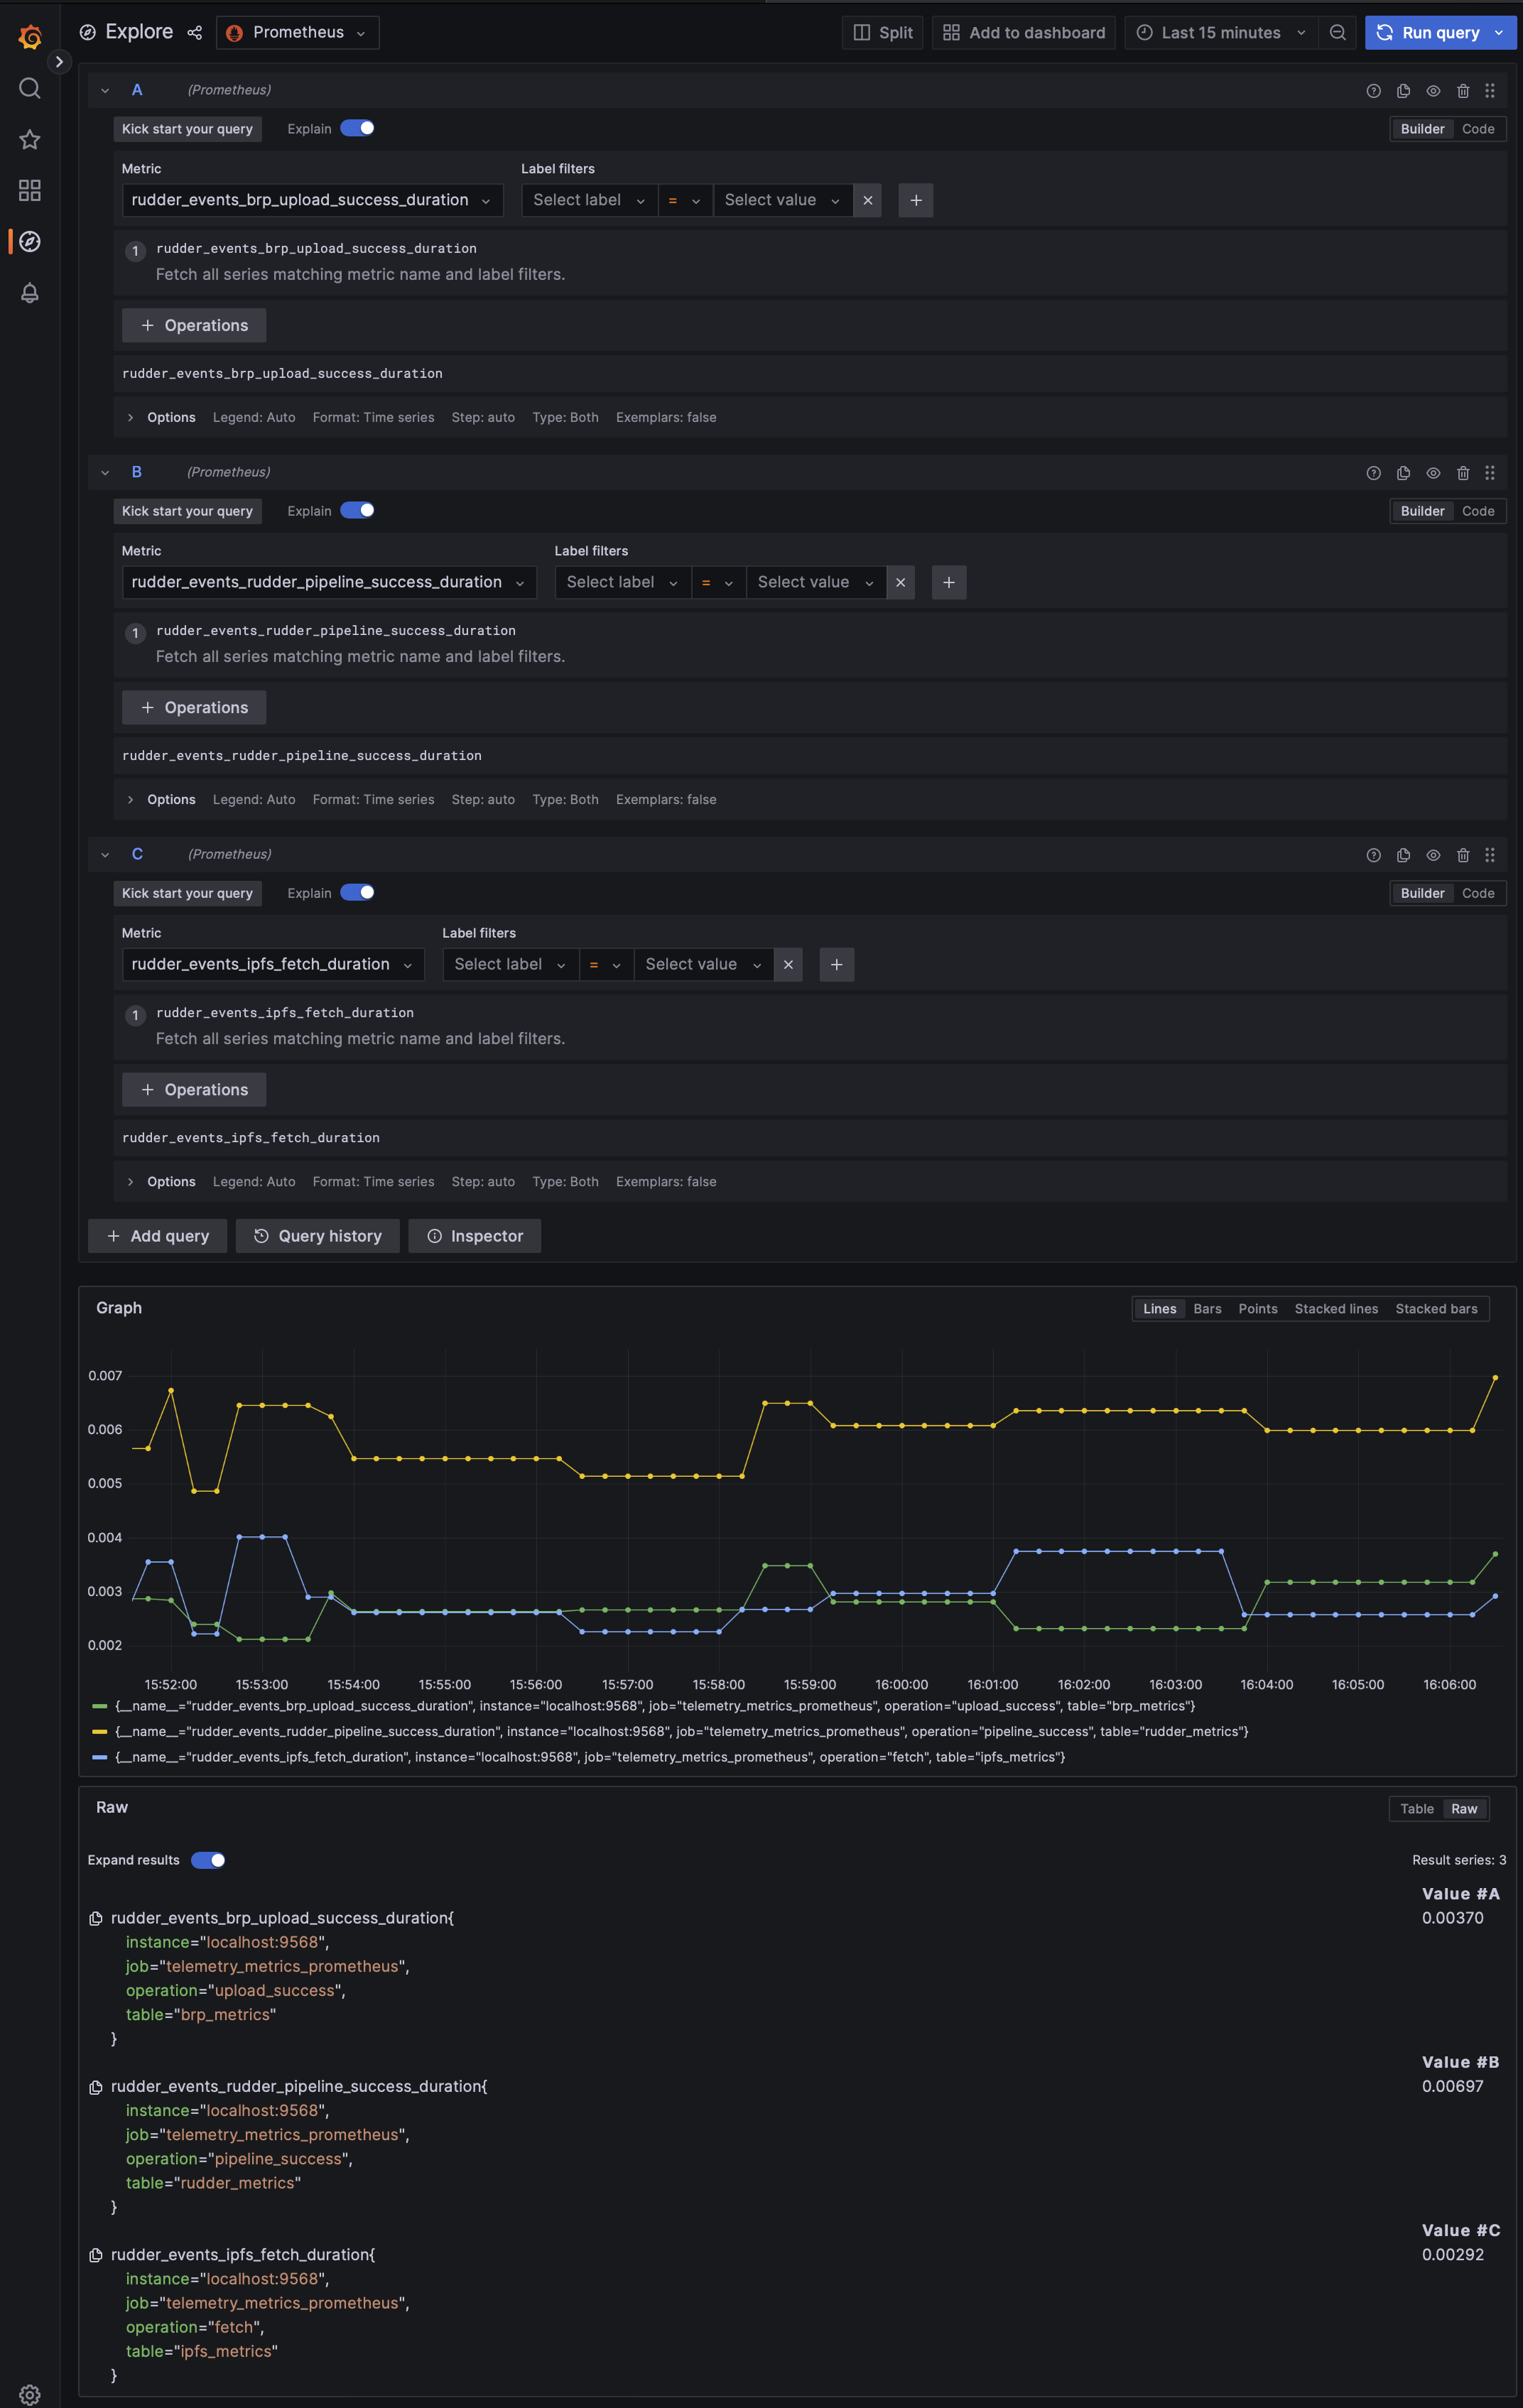 Explore Prometheus Split Add to dashboard Last 15 minutes Run query
A (Prometheus)
Kick start your query Explain Builder Code
Metric Label filters
rudder_events_brp_upload_success_duration Select label = Select value
1 rudder_events_brp_upload_success_duration
Fetch all series matching metric name and label filters.
+ Operations
rudder_events_brp_upload_success_duration
Options Legend: Auto Format: Time series Step: auto Type: Both Exemplars: false
B (Prometheus)
Kick start your query Explain Builder Code
Metric Label filters
rudder_events_rudder_pipeline_success_duration Select label = Select value
1 rudder_events_rudder_pipeline_success_duration
Fetch all series matching metric name and label filters.
+ Operations
rudder_events_rudder_pipeline_success_duration
Options Legend: Auto Format: Time series Step: auto Type: Both Exemplars: false
C (Prometheus)
Kick start your query Explain Builder Code
Metric Label filters
rudder_events_ipfs_fetch_duration Select label = Select value
1 rudder_events_ipfs_fetch_duration
Fetch all series matching metric name and label filters.
+ Operations
rudder_events_ipfs_fetch_duration
Options Legend: Auto Format: Time series Step: auto Type: Both Exemplars: false
+ Add query Query history Inspector
Graph Lines Bars Points Stacked lines Stacked bars
0.007
0.006
0.005
0.004
0.003
0.002
15:52:00 15:53:00 15:54:00 15:55:00 15:56:00 15:57:00 15:58:00 15:59:00 16:00:00 16:01:00 16:02:00 16:03:00 16:04:00 16:05:00 16:06:00
{__name__="rudder_events_brp_upload_success_duration", instance="localhost:9568", job="telemetry_metrics_prometheus", operation="upload_success", table="brp_metrics"}
{__name__="rudder_events_rudder_pipeline_success_duration", instance="localhost:9568", job="telemetry_metrics_prometheus", operation="pipeline_success", table="rudder_metrics"}
{__name__="rudder_events_ipfs_fetch_duration", instance="localhost:9568", job="telemetry_metrics_prometheus", operation="fetch", table="ipfs_metrics"}
Raw Table Raw
Expand results Result series: 3
Value #A
rudder_events_brp_upload_success_duration{ 0.00370
instance="localhost:9568",
job="telemetry_metrics_prometheus",
operation="upload_success",
table="brp_metrics"
}
Value #B
rudder_events_rudder_pipeline_success_duration{ 0.00697
instance="localhost:9568",
job="telemetry_metrics_prometheus",
operation="pipeline_success",
table="rudder_metrics"
}
Value #C
rudder_events_ipfs_fetch_duration{ 0.00292
instance="localhost:9568",
job="telemetry_metrics_prometheus",
operation="fetch",
table="ipfs_metrics"
}